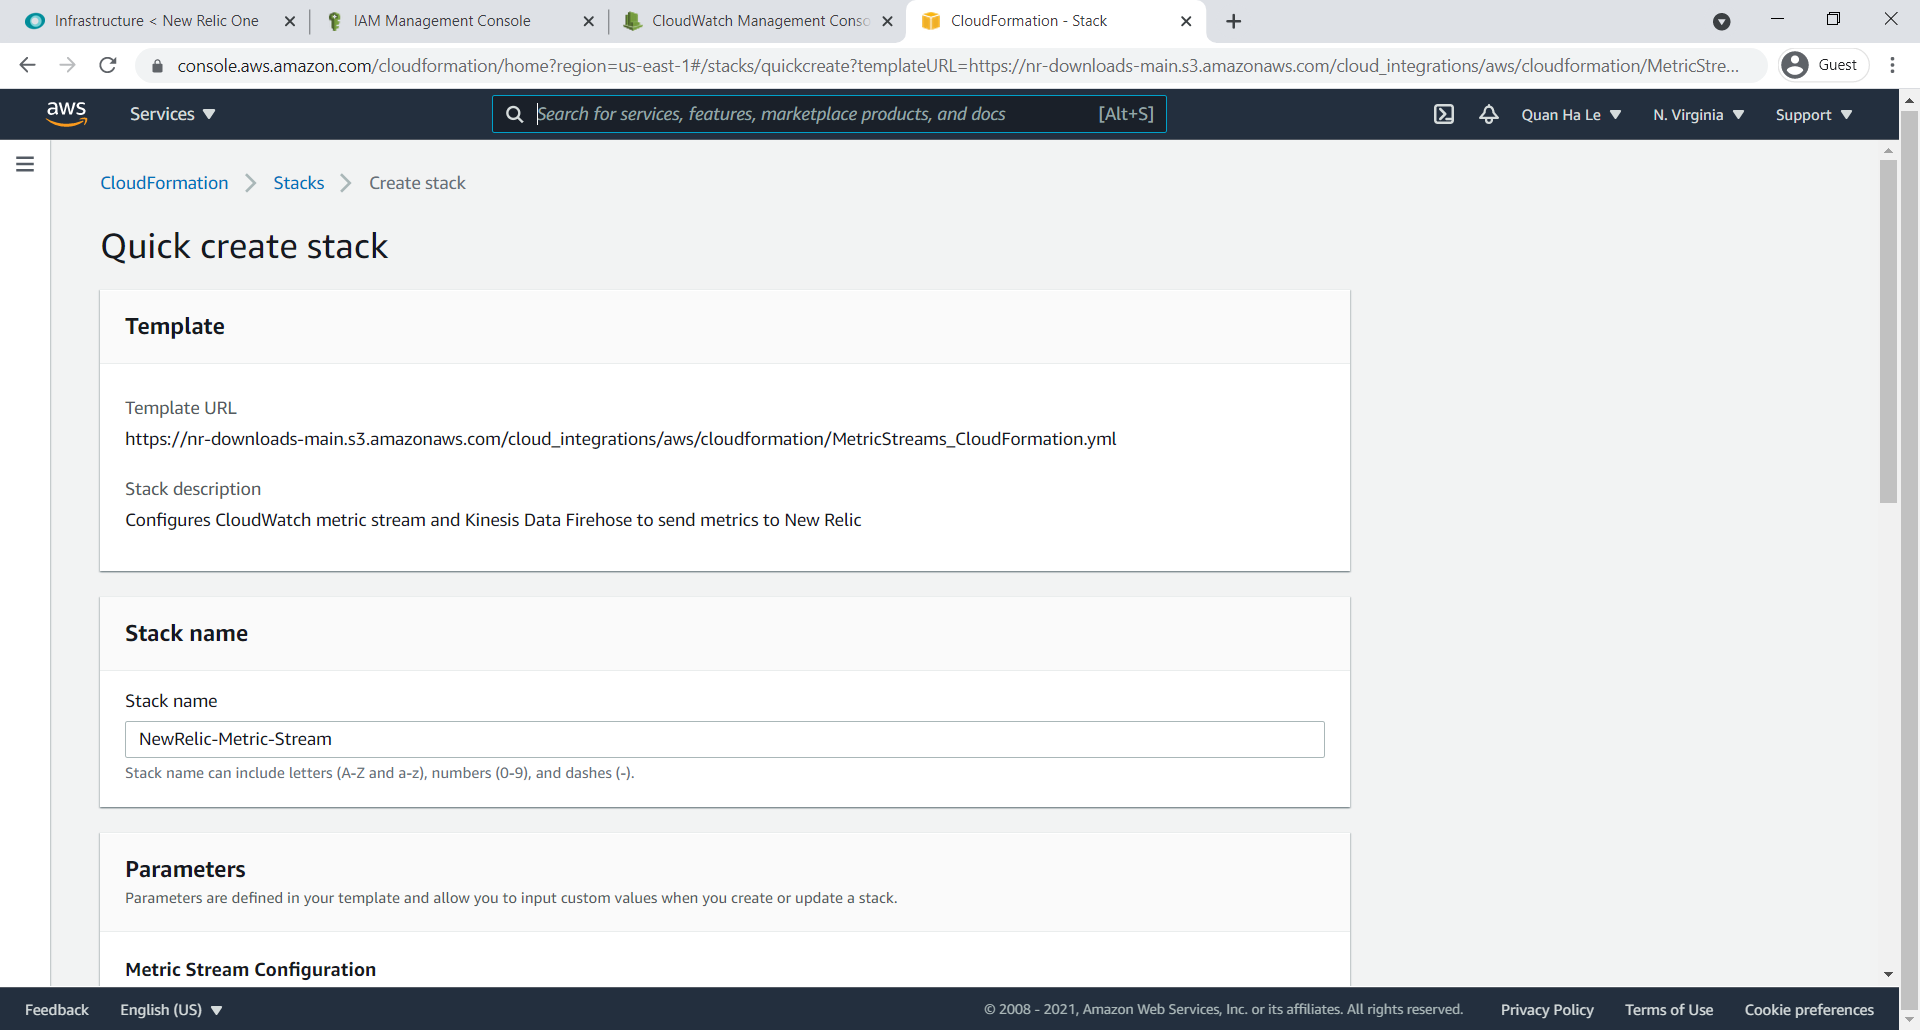 Infrastructure < New Relic One
IAM Management Console
CloudWatch Management Conso
CloudFormation - Stack
console.aws.amazon.com/cloudformation/home?region=us-east-1#/stacks/quickcreate?templateURL=https://nr-downloads-main.s3.amazonaws.com/cloud_integrations/aws/cloudformation/MetricStre...
Guest
aws
Services
Search for services, features, marketplace products, and docs
[Alt+S]
Quan Ha Le
N. Virginia
Support
CloudFormation
Stacks
Create stack
Quick create stack
Template
Template URL
https://nr-downloads-main.s3.amazonaws.com/cloud_integrations/aws/cloudformation/MetricStreams_CloudFormation.yml
Stack description
Configures CloudWatch metric stream and Kinesis Data Firehose to send metrics to New Relic
Stack name
Stack name
NewRelic-Metric-Stream
Stack name can include letters (A-Z and a-z), numbers (0-9), and dashes (-).
Parameters
Parameters are defined in your template and allow you to input custom values when you create or update a stack.
Metric Stream Configuration
Feedback
English (US)
© 2008 - 2021, Amazon Web Services, Inc. or its affiliates. All rights reserved.
Privacy Policy
Terms of Use
Cookie preferences